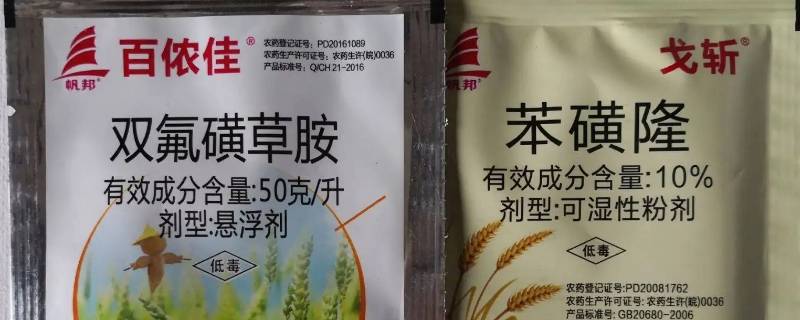 帆邦
百侬佳®
农药登记证号: PD20161089
农药生产许可证号: 农药生许(皖)0036
产品标准号: Q/CH 21-2016
双氟磺草胺
有效成分含量:50克/升
剂型:悬浮剂
低毒
帆邦
戈斩®
苯磺隆
有效成分含量:10%
剂型:可湿性粉剂
低毒
农药登记证号:PD20081762
农药生产许可证号: 农药生许(皖)0036
产品标准号: GB20680-2006